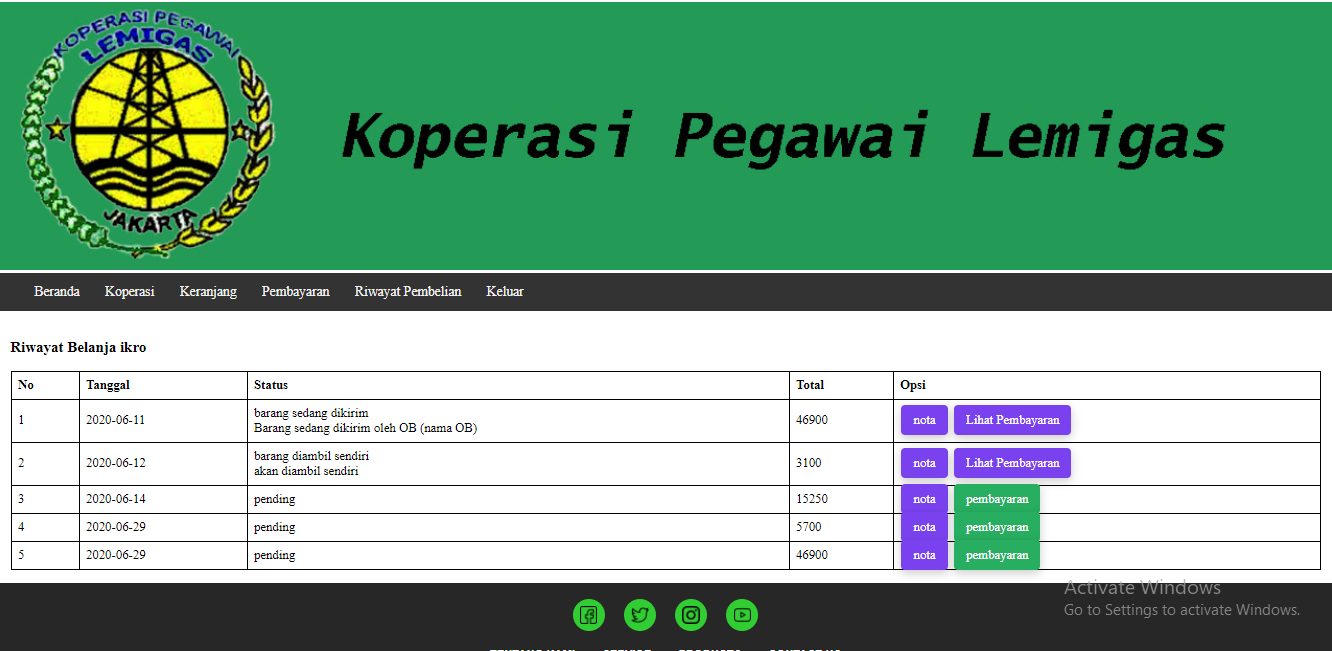 KOPERASI PEGAWAI
LEMIGAS
JAKARTA
Koperasi Pegawai Lemigas
Beranda Koperasi Keranjang Pembayaran Riwayat Pembelian Keluar
Riwayat Belanja ikro
No Tanggal Status Total Opsi
1 2020-06-11 barang sedang dikirim 46900 nota Lihat Pembayaran
Barang sedang dikirim oleh OB (nama OB)
2 2020-06-12 barang diambil sendiri 3100 nota Lihat Pembayaran
akan diambil sendiri
3 2020-06-14 pending 15250 nota pembayaran
4 2020-06-29 pending 5700 nota pembayaran
5 2020-06-29 pending 46900 nota pembayaran
Activate Windows
Go to Settings to activate Windows.